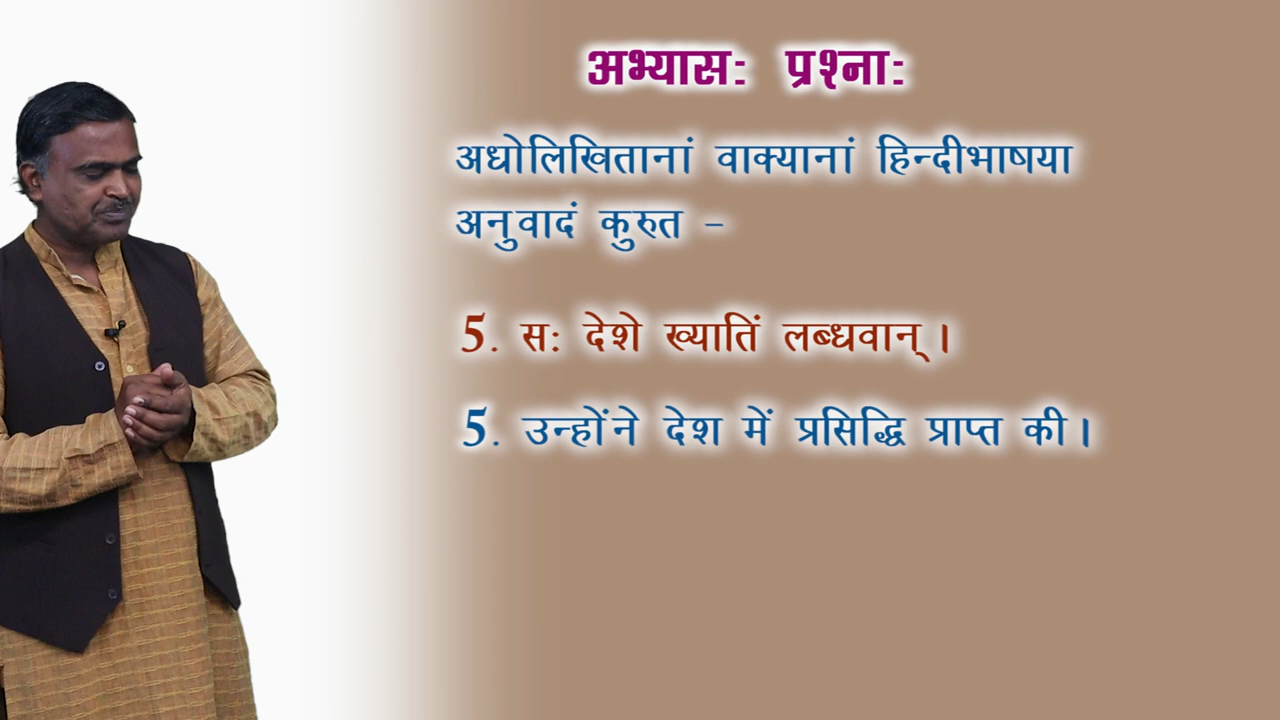 अभ्यासः प्रश्नाः
अधोलिखितानां वाक्यानां हिन्दीभाषया
अनुवादं कुरुत -
5. सः देशे ख्यातिं लब्धवान्।
5. उन्होंने देश में प्रसिद्धि प्राप्त की।